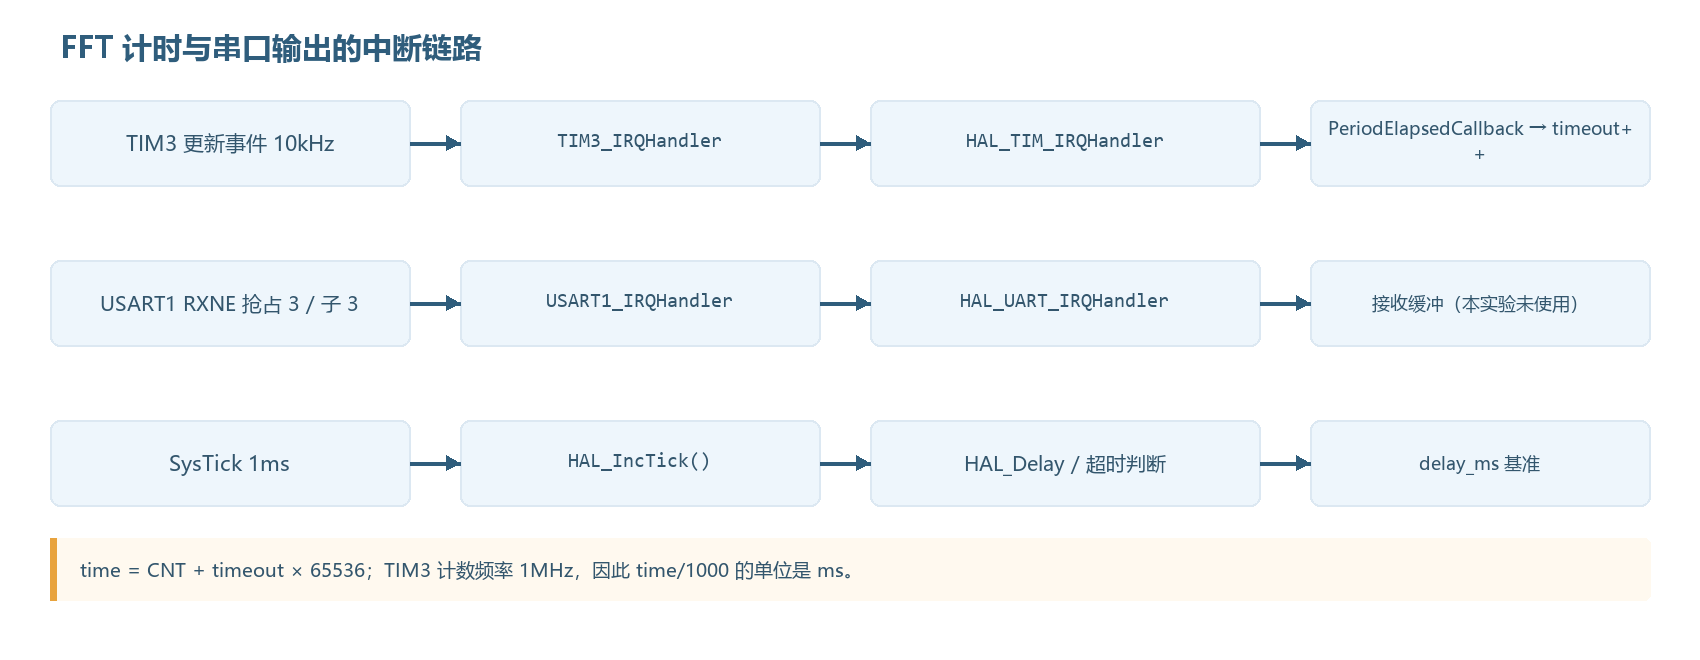 FFT 计时与串口输出的中断链路
TIM3 更新事件 10kHz
TIM3_IRQHandler
HAL_TIM_IRQHandler
PeriodElapsedCallback → timeout+
+
USART1 RXNE 抢占 3 / 子 3
USART1_IRQHandler
HAL_UART_IRQHandler
接收缓冲（本实验未使用）
SysTick 1ms
HAL_IncTick()
HAL_Delay / 超时判断
delay_ms 基准
time = CNT + timeout × 65536；TIM3 计数频率 1MHz，因此 time/1000 的单位是 ms。